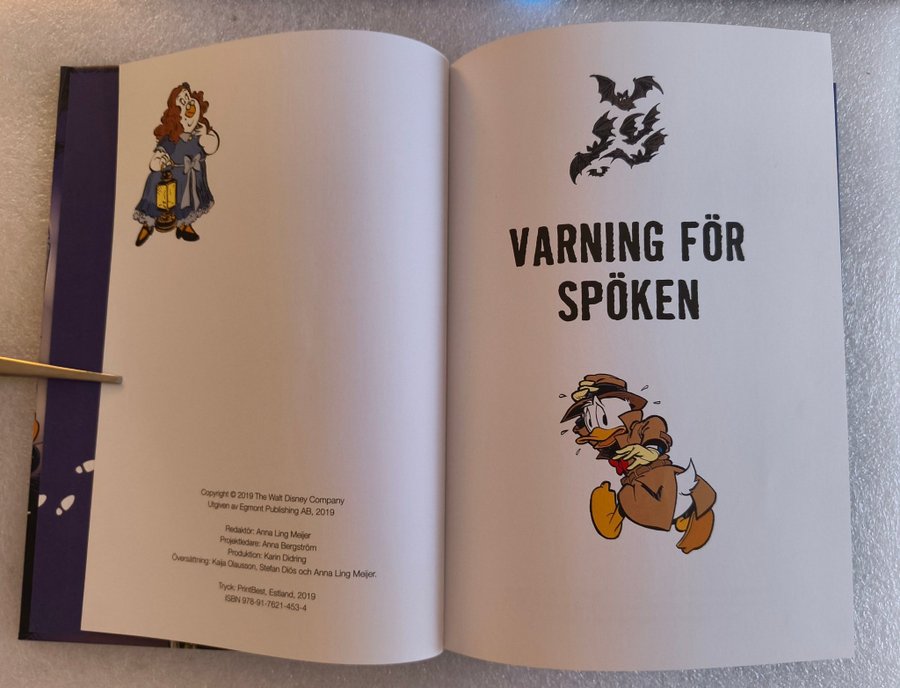 Copyright © 2019 The Walt Disney Company
Utgiven av Egmont Publishing AB, 2019
Redaktör: Anna Ling Meijer
Projektledare: Anna Bergström
Produktion: Karin Didring
Översättning: Kaija Olausson, Stefan Diös och Anna Ling Meijer.
Tryck: PrintBest, Estland, 2019
ISBN 978-91-7621-453-4
VARNING FÖR
SPÖKEN